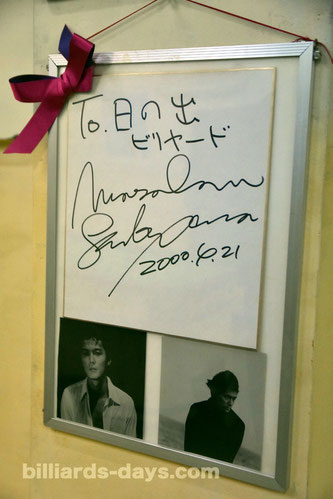 To. 日の出
ビリヤード
Masaharu
Fukuyama
2000.6.21
billiards-days.com